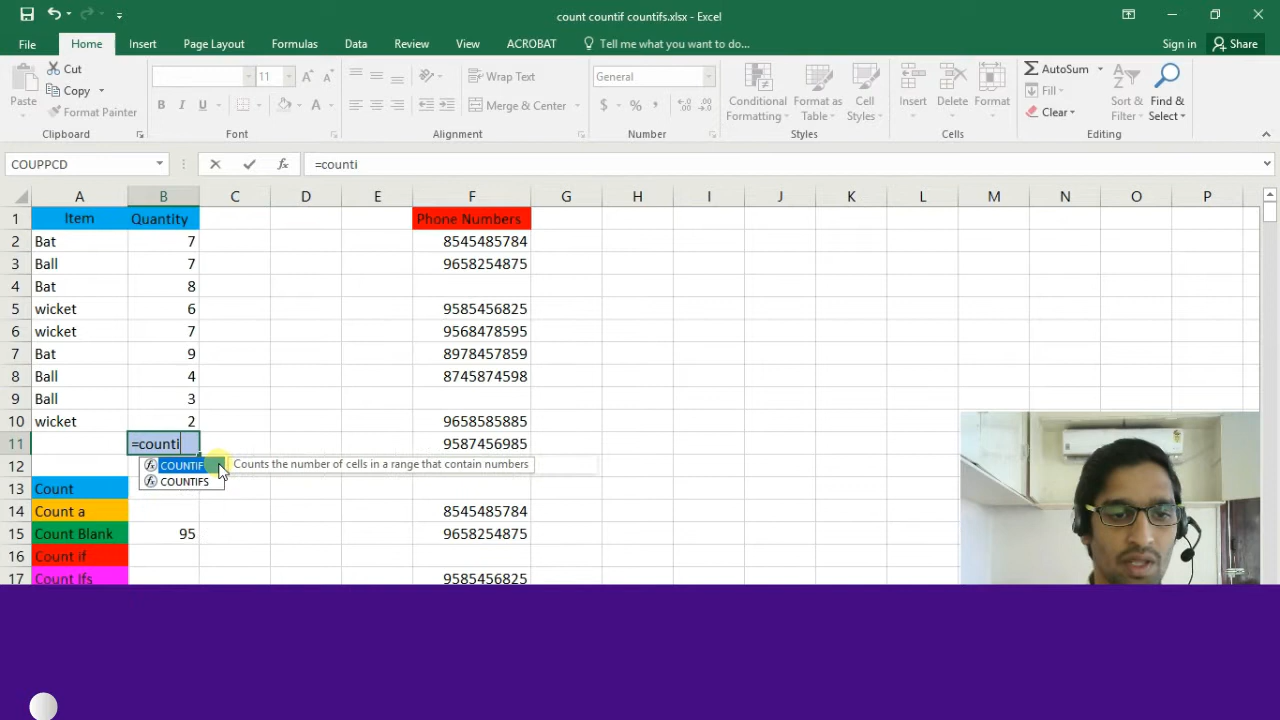 count countif countifs.xlsx - Excel
File Home Insert Page Layout Formulas Data Review View ACROBAT Tell me what you want to do... Sign in Share
Cut
Copy
Format Painter
Paste
11
Wrap Text
Merge & Center
General
Conditional Formatting
Format as Table
Cell Styles
Insert
Delete
Format
AutoSum
Fill
Clear
Sort & Filter
Find & Select
Clipboard Font Alignment Number Styles Cells Editing
COUPPCD fx =counti
A B C D E F G H I J K L M N O P
1 Item Quantity Phone Numbers
2 Bat 7 8545485784
3 Ball 7 9658254875
4 Bat 8
5 wicket 6 9585456825
6 wicket 7 9568478595
7 Bat 9 8978457859
8 Ball 4 8745874598
9 Ball 3
10 wicket 2 9658585885
11 =counti 9587456985
12 COUNTIF Counts the number of cells in a range that contain numbers
COUNTIFS
13 Count
14 Count a 8545485784
15 Count Blank 95 9658254875
16 Count if
17 Count Ifs 9585456825